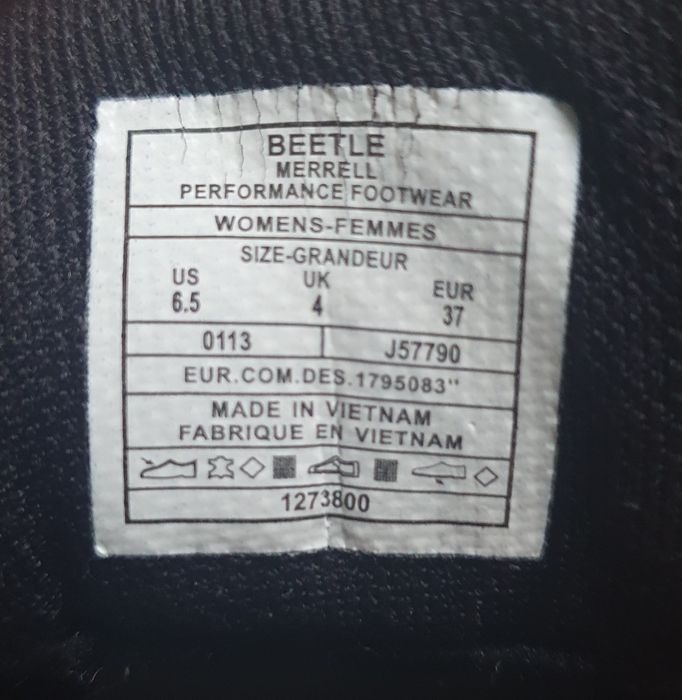 BEETLE
MERRELL
PERFORMANCE FOOTWEAR
WOMENS-FEMMES
SIZE-GRANDEUR
US UK EUR
6.5 4 37
0113 J57790
EUR.COM.DES.1795083"
MADE IN VIETNAM
FABRIQUE EN VIETNAM
1273800